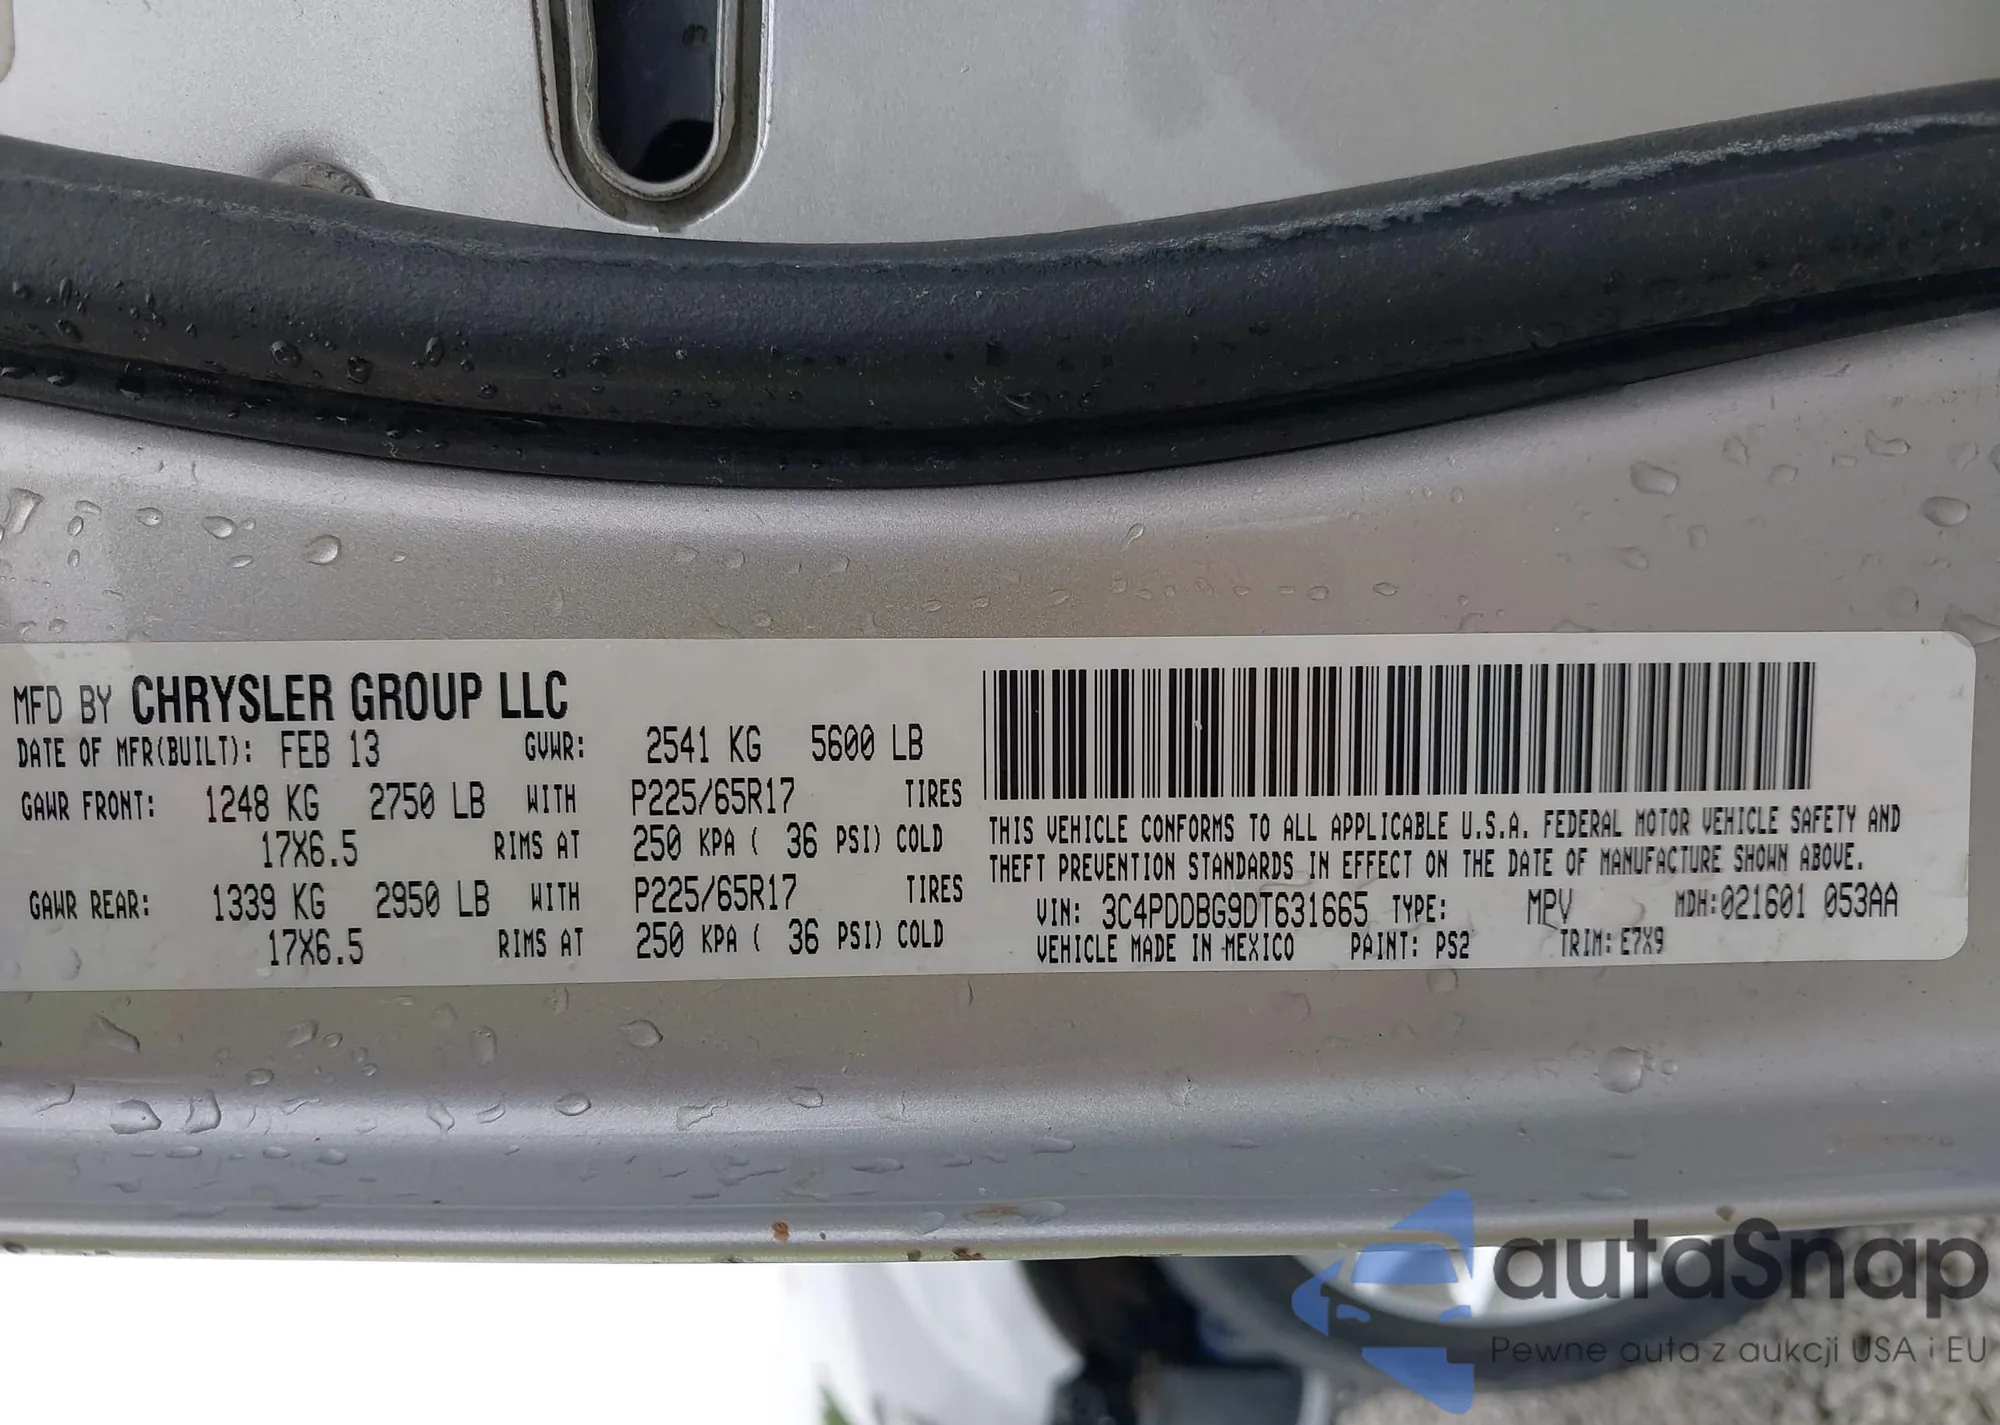 MFD BY CHRYSLER GROUP LLC
DATE OF MFR(BUILT): FEB 13 GVWR: 2541 KG 5600 LB
GAWR FRONT: 1248 KG 2750 LB WITH P225/65R17 TIRES
17X6.5 RIMS AT 250 KPA ( 36 PSI) COLD
GAWR REAR: 1339 KG 2950 LB WITH P225/65R17 TIRES
17X6.5 RIMS AT 250 KPA ( 36 PSI) COLD
THIS VEHICLE CONFORMS TO ALL APPLICABLE U.S.A. FEDERAL MOTOR VEHICLE SAFETY AND
THEFT PREVENTION STANDARDS IN EFFECT ON THE DATE OF MANUFACTURE SHOWN ABOVE.
VIN: 3C4PDDBG9DT631665 TYPE: MPV MDH:021601 053AA
VEHICLE MADE IN MEXICO PAINT: PS2 TRIM: E7X9
autaSnap
Pewne auta z aukcji USA i EU